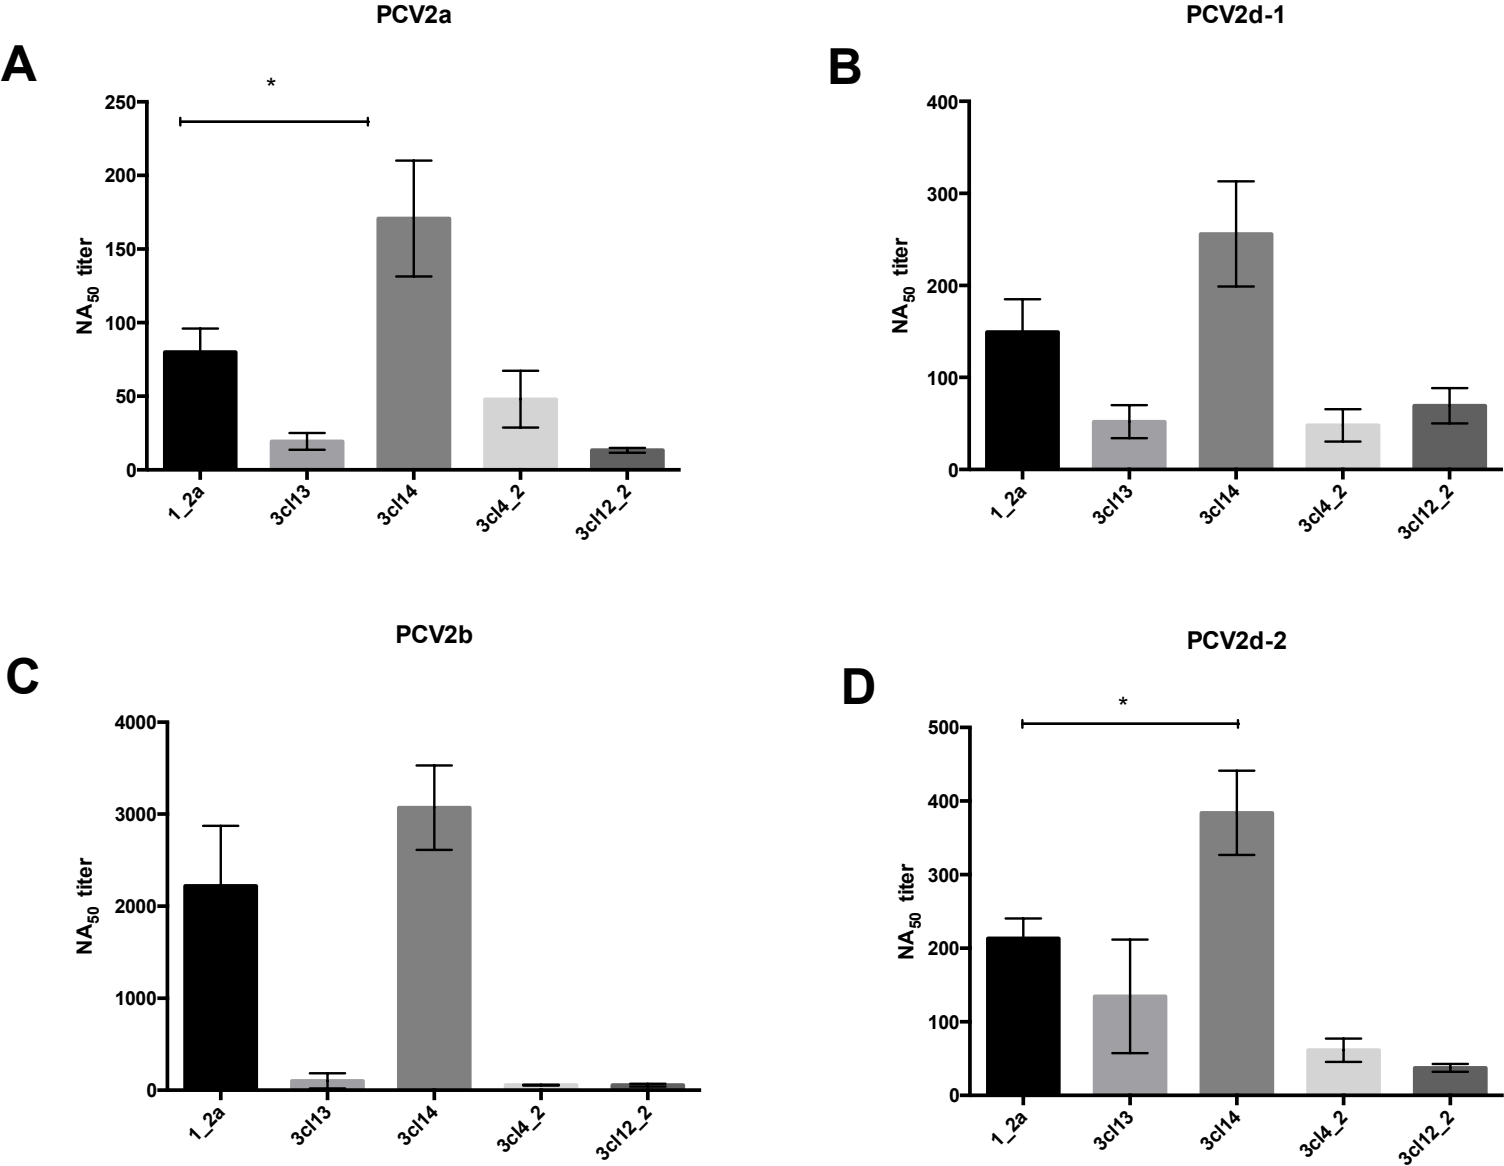 PCV2a
A
*
250
200
150
100
50
0
NA50 titer
1_2a
3cl13
3cl14
3cl4_2
3cl12_2
PCV2d-1
B
400
300
200
100
0
NA50 titer
1_2a
3cl13
3cl14
3cl4_2
3cl12_2
PCV2b
C
4000
3000
2000
1000
0
NA50 titer
1_2a
3cl13
3cl14
3cl4_2
3cl12_2
PCV2d-2
D
*
500
400
300
200
100
0
NA50 titer
1_2a
3cl13
3cl14
3cl4_2
3cl12_2